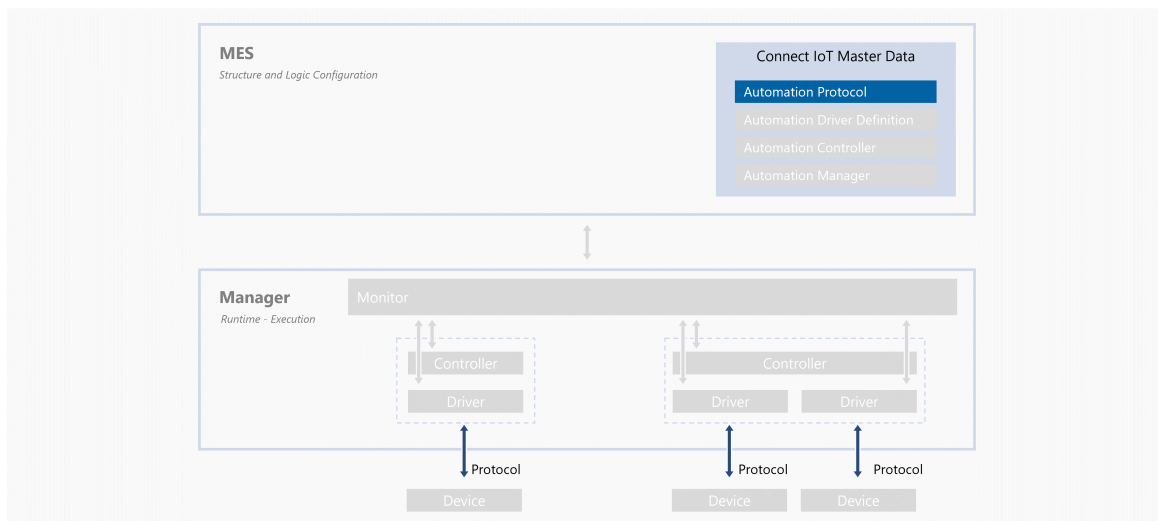 MES
Structure and Logic Configuration
Connect IoT Master Data
Automation Protocol
Automation Driver Definition
Automation Controller
Automation Manager
Manager
Runtime - Execution
Monitor
Controller
Controller
Driver
Driver
Driver
Protocol
Protocol
Protocol
Device
Device
Device